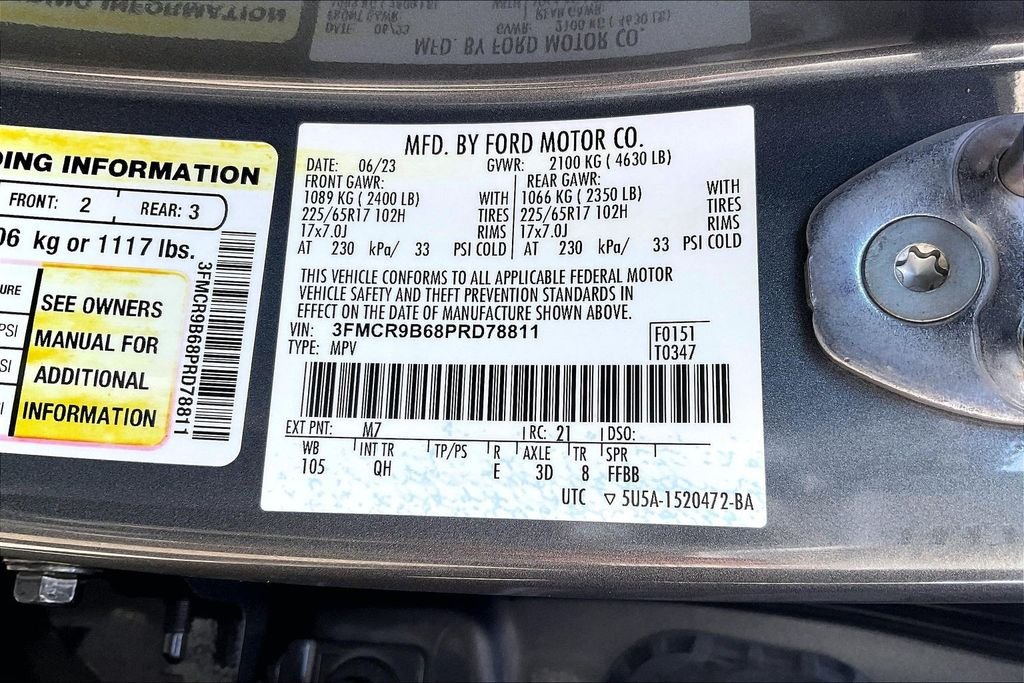 DING INFORMATION
FRONT: 2 REAR: 3
06 kg or 1117 lbs.
URE
PSI
SI
SEE OWNERS
MANUAL FOR
ADDITIONAL
INFORMATION
3FMCR9B68PRD78811
MFD. BY FORD MOTOR CO.
DATE: 06/23 GVWR: 2100 KG ( 4630 LB)
FRONT GAWR: REAR GAWR:
1089 KG ( 2400 LB) WITH 1066 KG ( 2350 LB) WITH
225/65R17 102H TIRES 225/65R17 102H TIRES
17x7.0J RIMS 17x7.0J RIMS
AT 230 kPa/ 33 PSI COLD AT 230 kPa/ 33 PSI COLD
THIS VEHICLE CONFORMS TO ALL APPLICABLE FEDERAL MOTOR
VEHICLE SAFETY AND THEFT PREVENTION STANDARDS IN
EFFECT ON THE DATE OF MANUFACTURE SHOWN ABOVE.
VIN: 3FMCR9B68PRD78811 F0151
TYPE: MPV T0347
EXT PNT: M7 RC: 21 DSO:
WB INT TR TP/PS R AXLE TR SPR
105 QH E 3D 8 FFBB
UTC ▽ 5U5A-1520472-BA